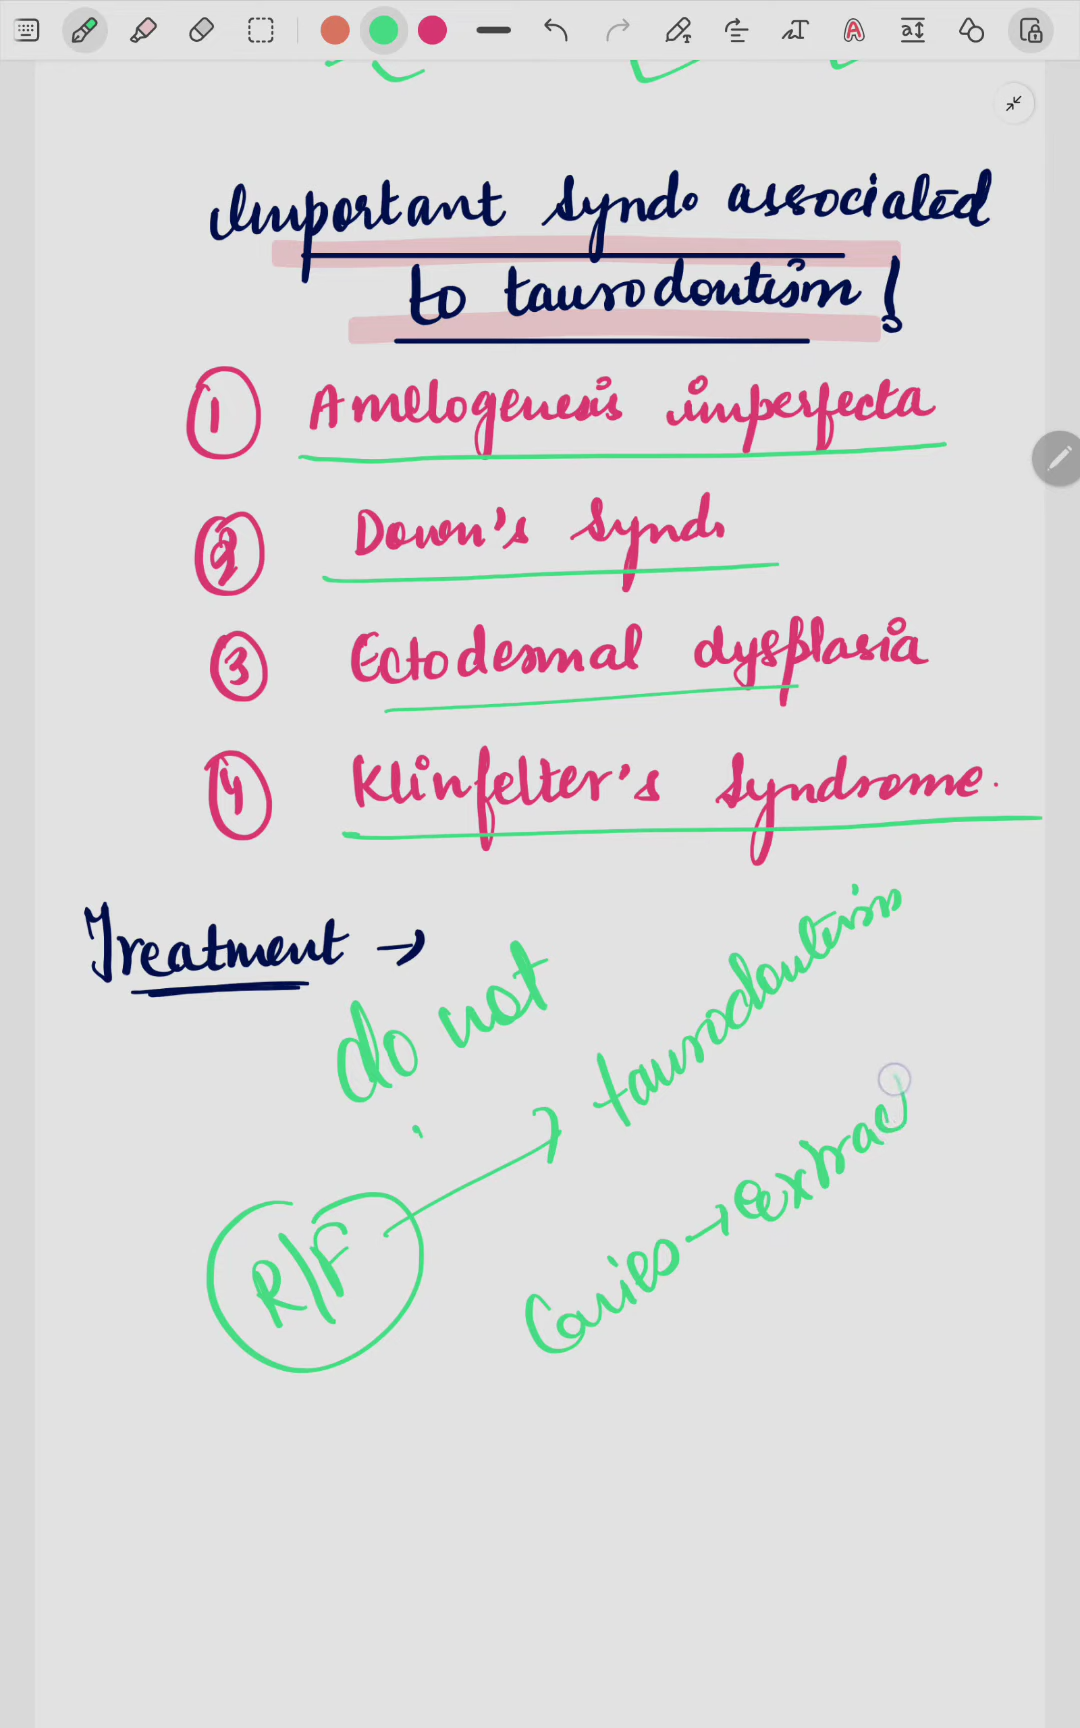 Important Synd. associated
to taurodontism!
1 Amelogenesis imperfecta
2 Down's Synd.
3 Ectodermal dysplasia
4 Klinfelter's Syndrome.
Treatment →
do not
R/F → taurodontism
Caries → extrac